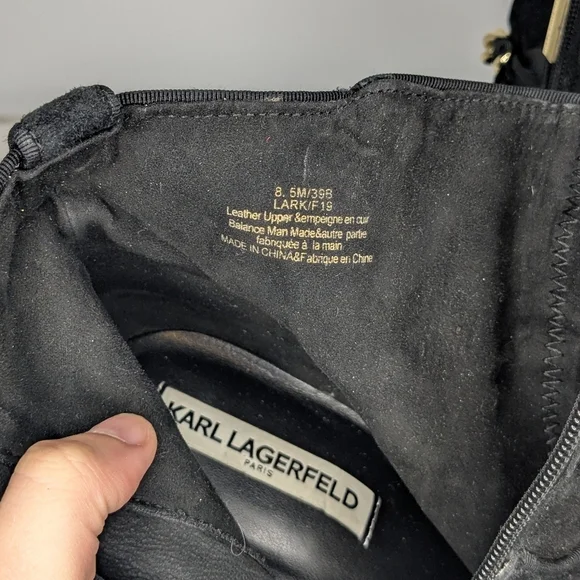 8. 5M/39B
LARK/F19
Leather Upper &empeigne en cuir
Balance Man Made&autre partie
fabriquée à la main
MADE IN CHINA&Fabrique en Chine
KARL LAGERFELD
PARIS